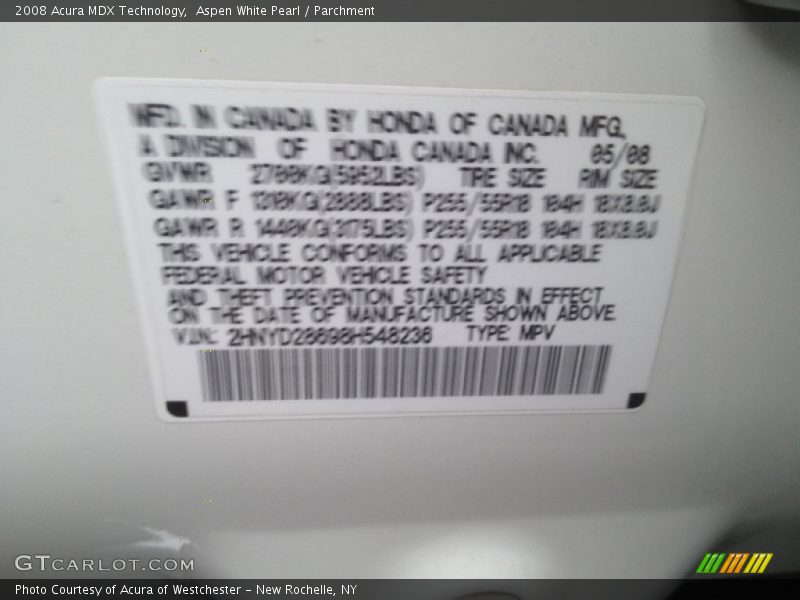 2008 Acura MDX Technology, Aspen White Pearl / Parchment
MFD. IN CANADA BY HONDA OF CANADA MFG.,
A DIVISION OF HONDA CANADA INC. 05/08
GVWR 2700KG(5952LBS) TIRE SIZE RIM SIZE
GAWR F 1310KG(2888LBS) P255/55R18 104H 18X8.0J
GAWR R 1440KG(3175LBS) P255/55R18 104H 18X8.0J
THIS VEHICLE CONFORMS TO ALL APPLICABLE
FEDERAL MOTOR VEHICLE SAFETY
AND THEFT PREVENTION STANDARDS IN EFFECT
ON THE DATE OF MANUFACTURE SHOWN ABOVE.
V.I.N.: 2HNYD28698H548236 TYPE: MPV
GTCARLOT.COM
Photo Courtesy of Acura of Westchester – New Rochelle, NY